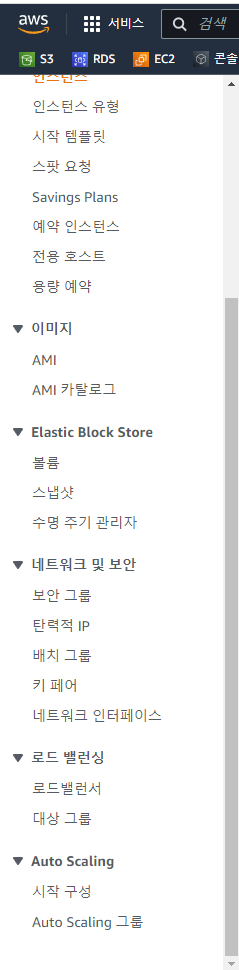 aws
서비스
검색
S3
RDS
EC2
콘솔
인스턴스
인스턴스 유형
시작 템플릿
스팟 요청
Savings Plans
예약 인스턴스
전용 호스트
용량 예약
이미지
AMI
AMI 카탈로그
Elastic Block Store
볼륨
스냅샷
수명 주기 관리자
네트워크 및 보안
보안 그룹
탄력적 IP
배치 그룹
키 페어
네트워크 인터페이스
로드 밸런싱
로드밸런서
대상 그룹
Auto Scaling
시작 구성
Auto Scaling 그룹